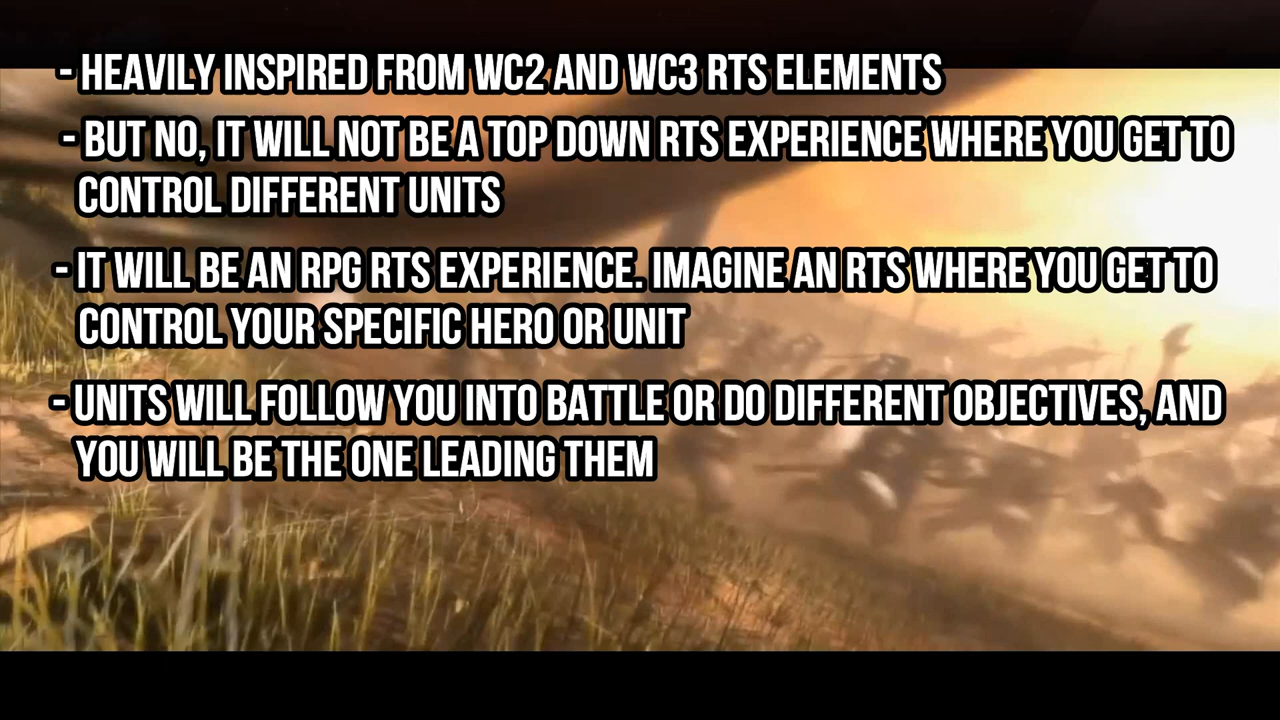 - HEAVILY INSPIRED FROM WC2 AND WC3 RTS ELEMENTS
- BUT NO, IT WILL NOT BE A TOP DOWN RTS EXPERIENCE WHERE YOU GET TO
CONTROL DIFFERENT UNITS
- IT WILL BE AN RPG RTS EXPERIENCE. IMAGINE AN RTS WHERE YOU GET TO
CONTROL YOUR SPECIFIC HERO OR UNIT
- UNITS WILL FOLLOW YOU INTO BATTLE OR DO DIFFERENT OBJECTIVES, AND
YOU WILL BE THE ONE LEADING THEM